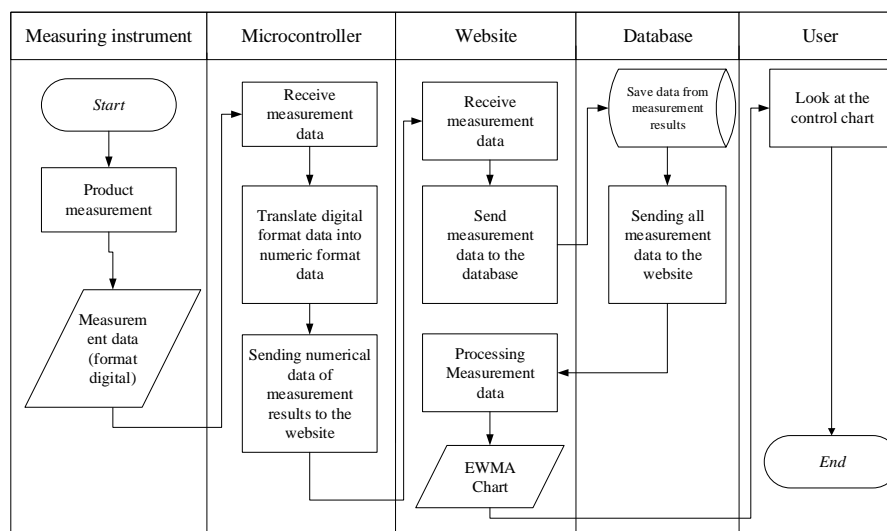 Measuring instrument
Microcontroller
Website
Database
User
Start
Product
measurement
Measurem
ent data
(format
digital)
Receive
measurement
data
Translate digital
format data into
numeric format
data
Sending numerical
data of
measurement
results to the
website
Receive
measurement
data
Send
measurement
data to the
database
Save data from
measurement
results
Sending all
measurement
data to the
website
Processing
Measurement
data
EWMA
Chart
Look at the
control chart
End